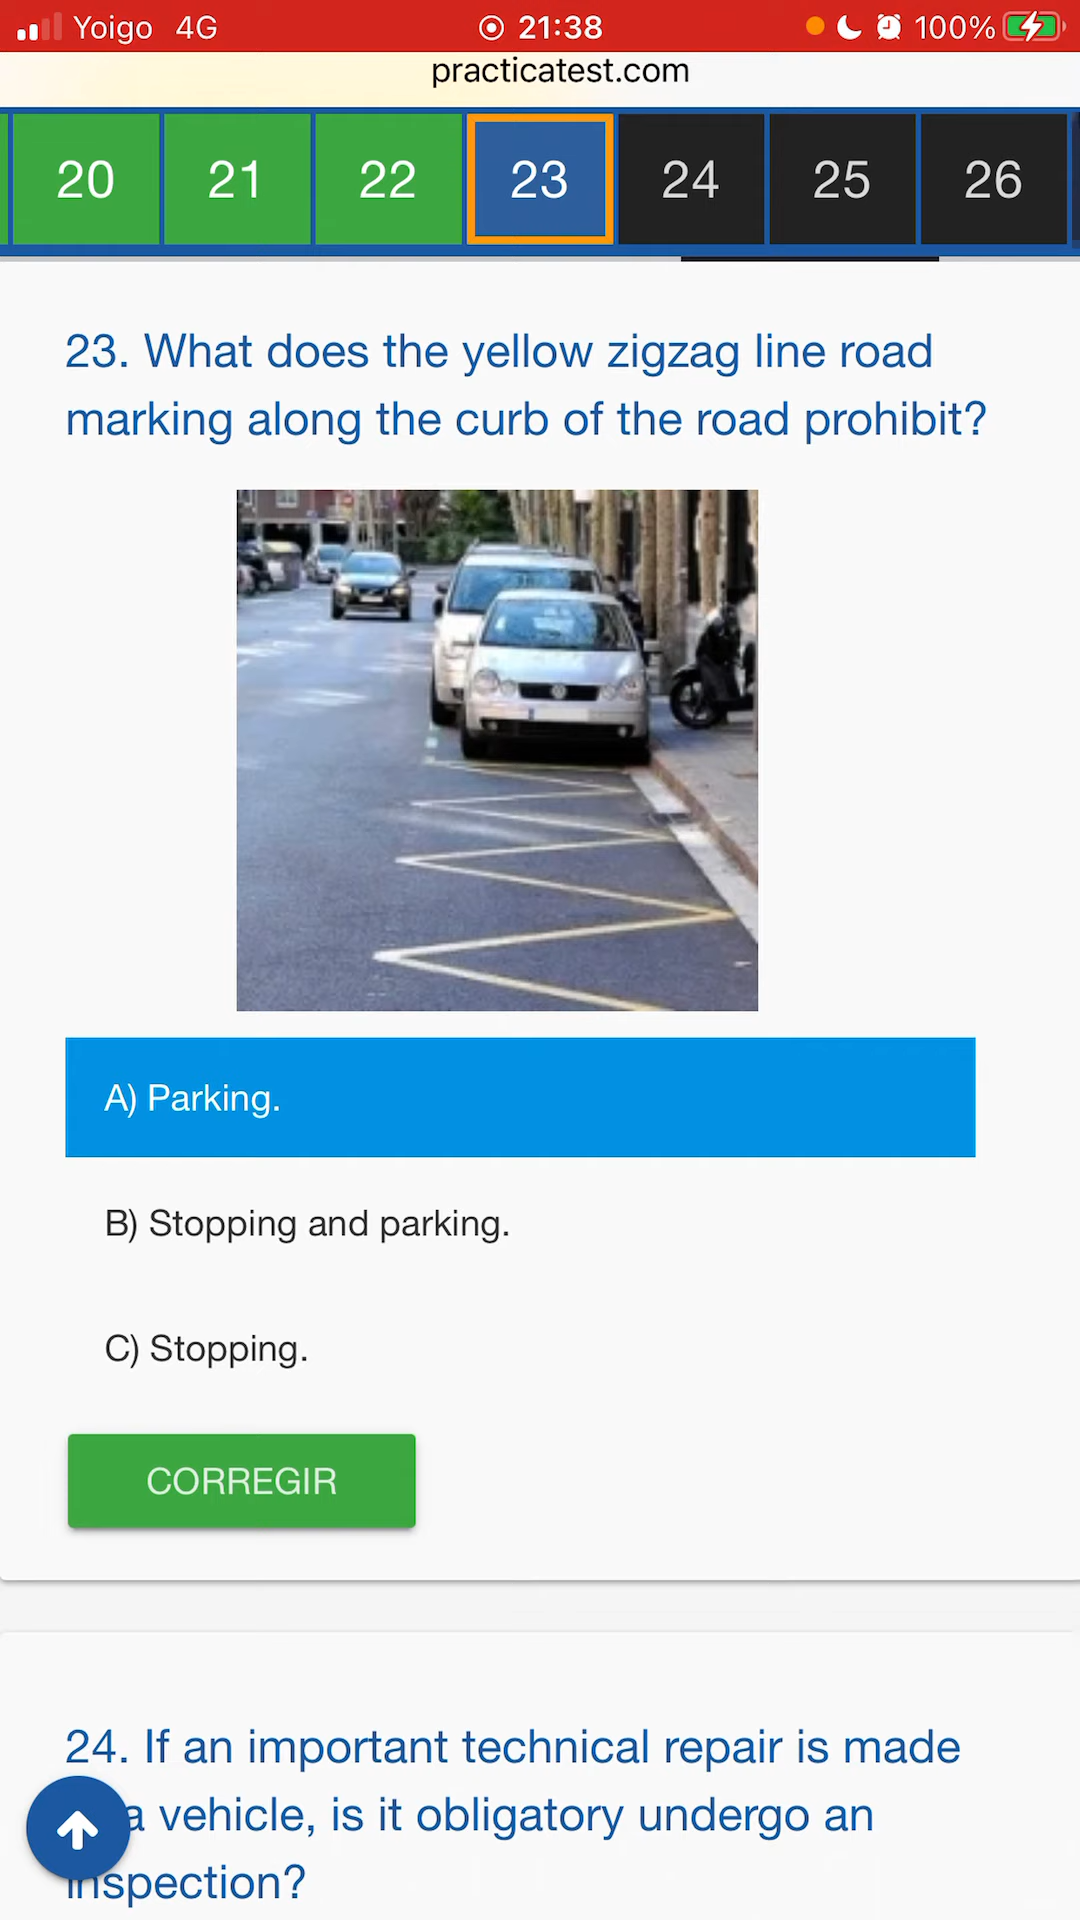 Yoigo 4G 21:38 100%
practicatest.com
20 21 22 23 24 25 26
23. What does the yellow zigzag line road
marking along the curb of the road prohibit?
A) Parking.
B) Stopping and parking.
C) Stopping.
CORREGIR
24. If an important technical repair is made
a vehicle, is it obligatory undergo an
inspection?